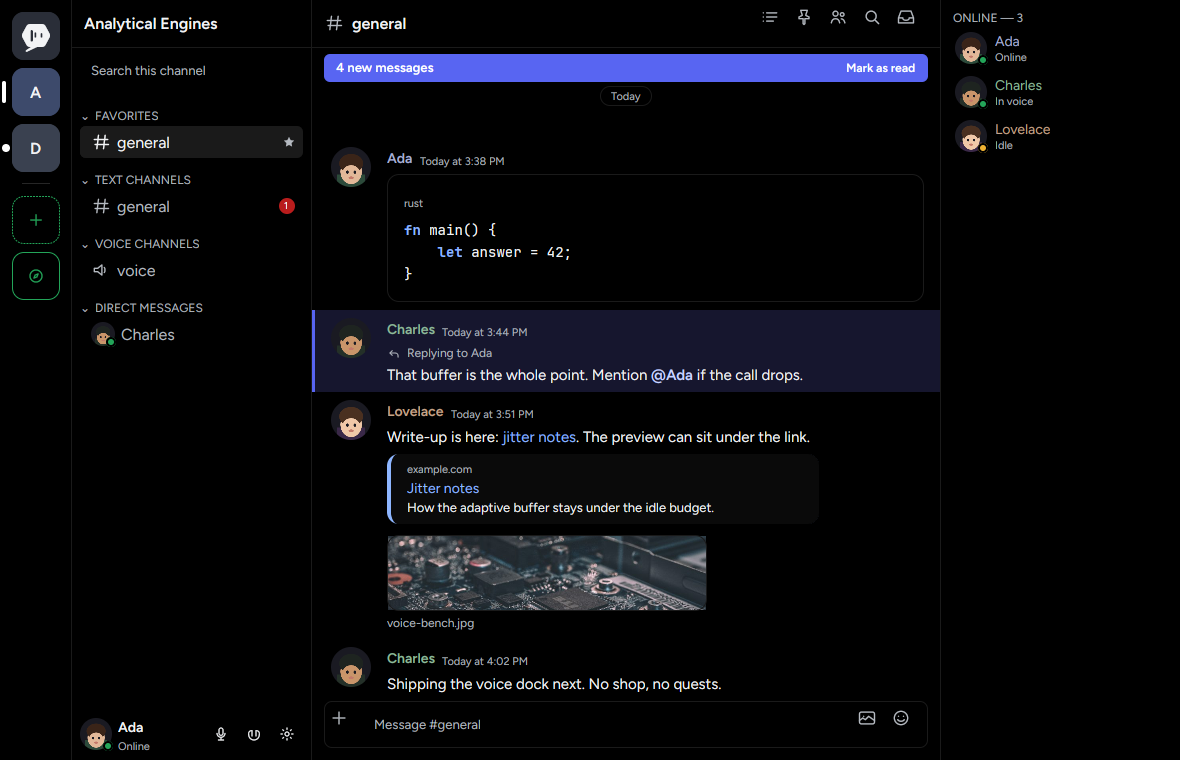 Analytical Engines
Search this channel
A
D
FAVORITES
general
TEXT CHANNELS
general
1
VOICE CHANNELS
voice
DIRECT MESSAGES
Charles
Ada
Online
# general
4 new messages
Mark as read
Today
Ada Today at 3:38 PM
rust
fn main() {
let answer = 42;
}
Charles Today at 3:44 PM
Replying to Ada
That buffer is the whole point. Mention @Ada if the call drops.
Lovelace Today at 3:51 PM
Write-up is here: jitter notes. The preview can sit under the link.
example.com
Jitter notes
How the adaptive buffer stays under the idle budget.
voice-bench.jpg
Charles Today at 4:02 PM
Shipping the voice dock next. No shop, no quests.
Message #general
ONLINE — 3
Ada
Online
Charles
In voice
Lovelace
Idle